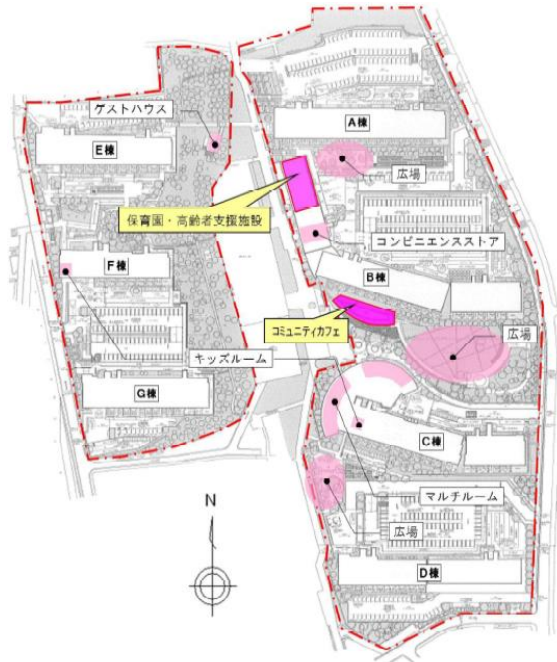 ゲストハウス
A棟
E棟
広場
保育園・高齢者支援施設
コンビニエンスストア
F棟
B棟
コミュニティカフェ
広場
キッズルーム
G棟
C棟
マルチルーム
N
広場
D棟